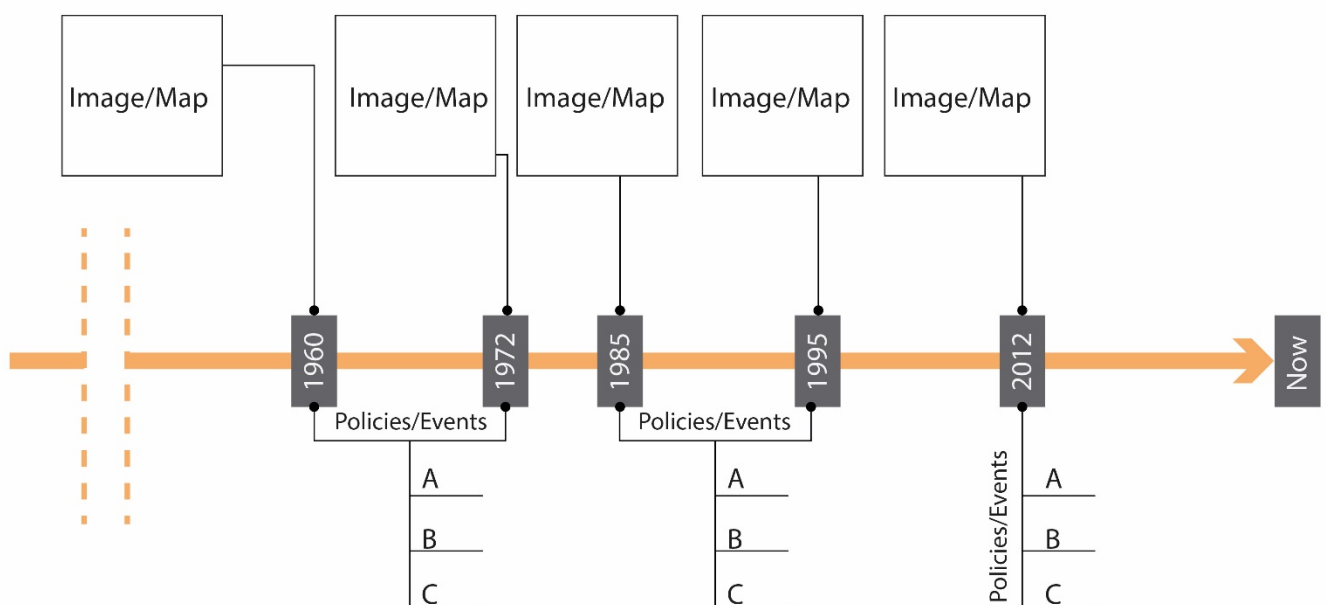 Image/Map
Image/Map
Image/Map
Image/Map
Image/Map
1960
1972
1985
1995
2012
Now
Policies/Events
Policies/Events
Policies/Events
A
A
A
B
B
B
C
C
C